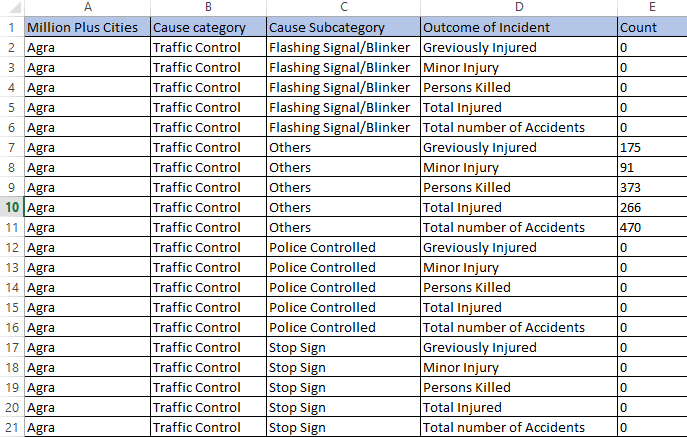 A B C D E
1 Million Plus Cities Cause category Cause Subcategory Outcome of Incident Count
2 Agra Traffic Control Flashing Signal/Blinker Greviously Injured 0
3 Agra Traffic Control Flashing Signal/Blinker Minor Injury 0
4 Agra Traffic Control Flashing Signal/Blinker Persons Killed 0
5 Agra Traffic Control Flashing Signal/Blinker Total Injured 0
6 Agra Traffic Control Flashing Signal/Blinker Total number of Accidents 0
7 Agra Traffic Control Others Greviously Injured 175
8 Agra Traffic Control Others Minor Injury 91
9 Agra Traffic Control Others Persons Killed 373
10 Agra Traffic Control Others Total Injured 266
11 Agra Traffic Control Others Total number of Accidents 470
12 Agra Traffic Control Police Controlled Greviously Injured 0
13 Agra Traffic Control Police Controlled Minor Injury 0
14 Agra Traffic Control Police Controlled Persons Killed 0
15 Agra Traffic Control Police Controlled Total Injured 0
16 Agra Traffic Control Police Controlled Total number of Accidents 0
17 Agra Traffic Control Stop Sign Greviously Injured 0
18 Agra Traffic Control Stop Sign Minor Injury 0
19 Agra Traffic Control Stop Sign Persons Killed 0
20 Agra Traffic Control Stop Sign Total Injured 0
21 Agra Traffic Control Stop Sign Total number of Accidents 0